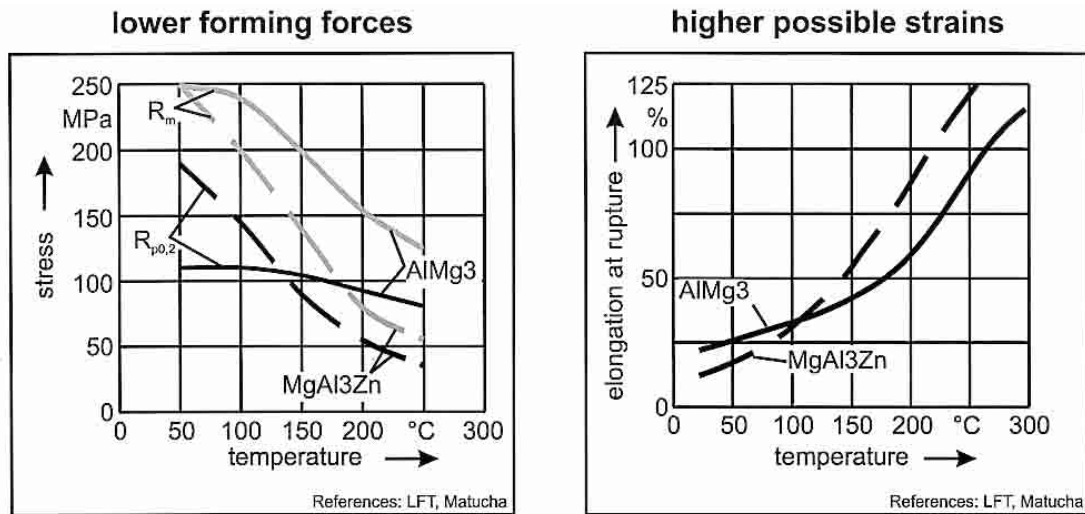 lower forming forces
250
MPa
200
150
100
50
0
stress
R_m
R_p0,2
AlMg3
MgAl3Zn
0 50 100 150 200 °C 300
temperature
References: LFT, Matucha
higher possible strains
125
%
100
50
0
elongation at rupture
AlMg3
MgAl3Zn
0 50 100 150 200 °C 300
temperature
References: LFT, Matucha